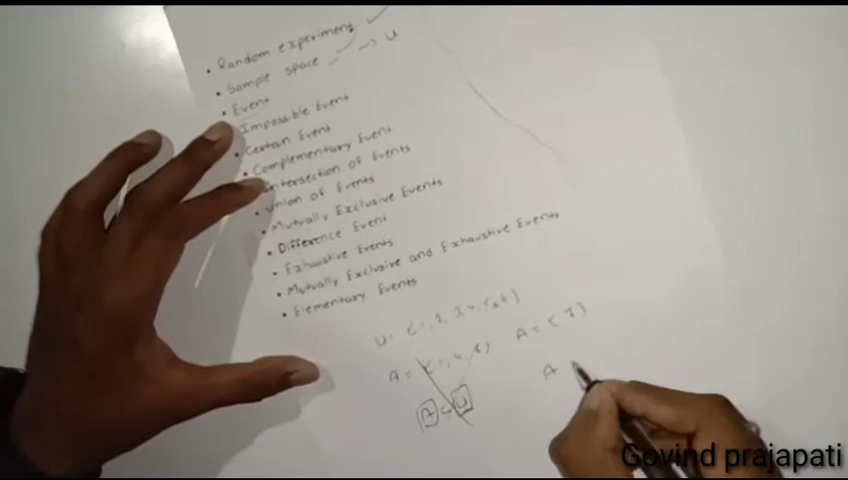 • Random experiment
• Sample space → U
• Event
• Impossible Event
• Certain Event
• Complementary Event
• Intersection of Events
• Union of Events
• Mutually Exclusive Events
• Difference Event
• Exhaustive Events
• Mutually Exclusive and Exhaustive Events
• Elementary Events
A = { 7 }
A
A U
Govind prajapati